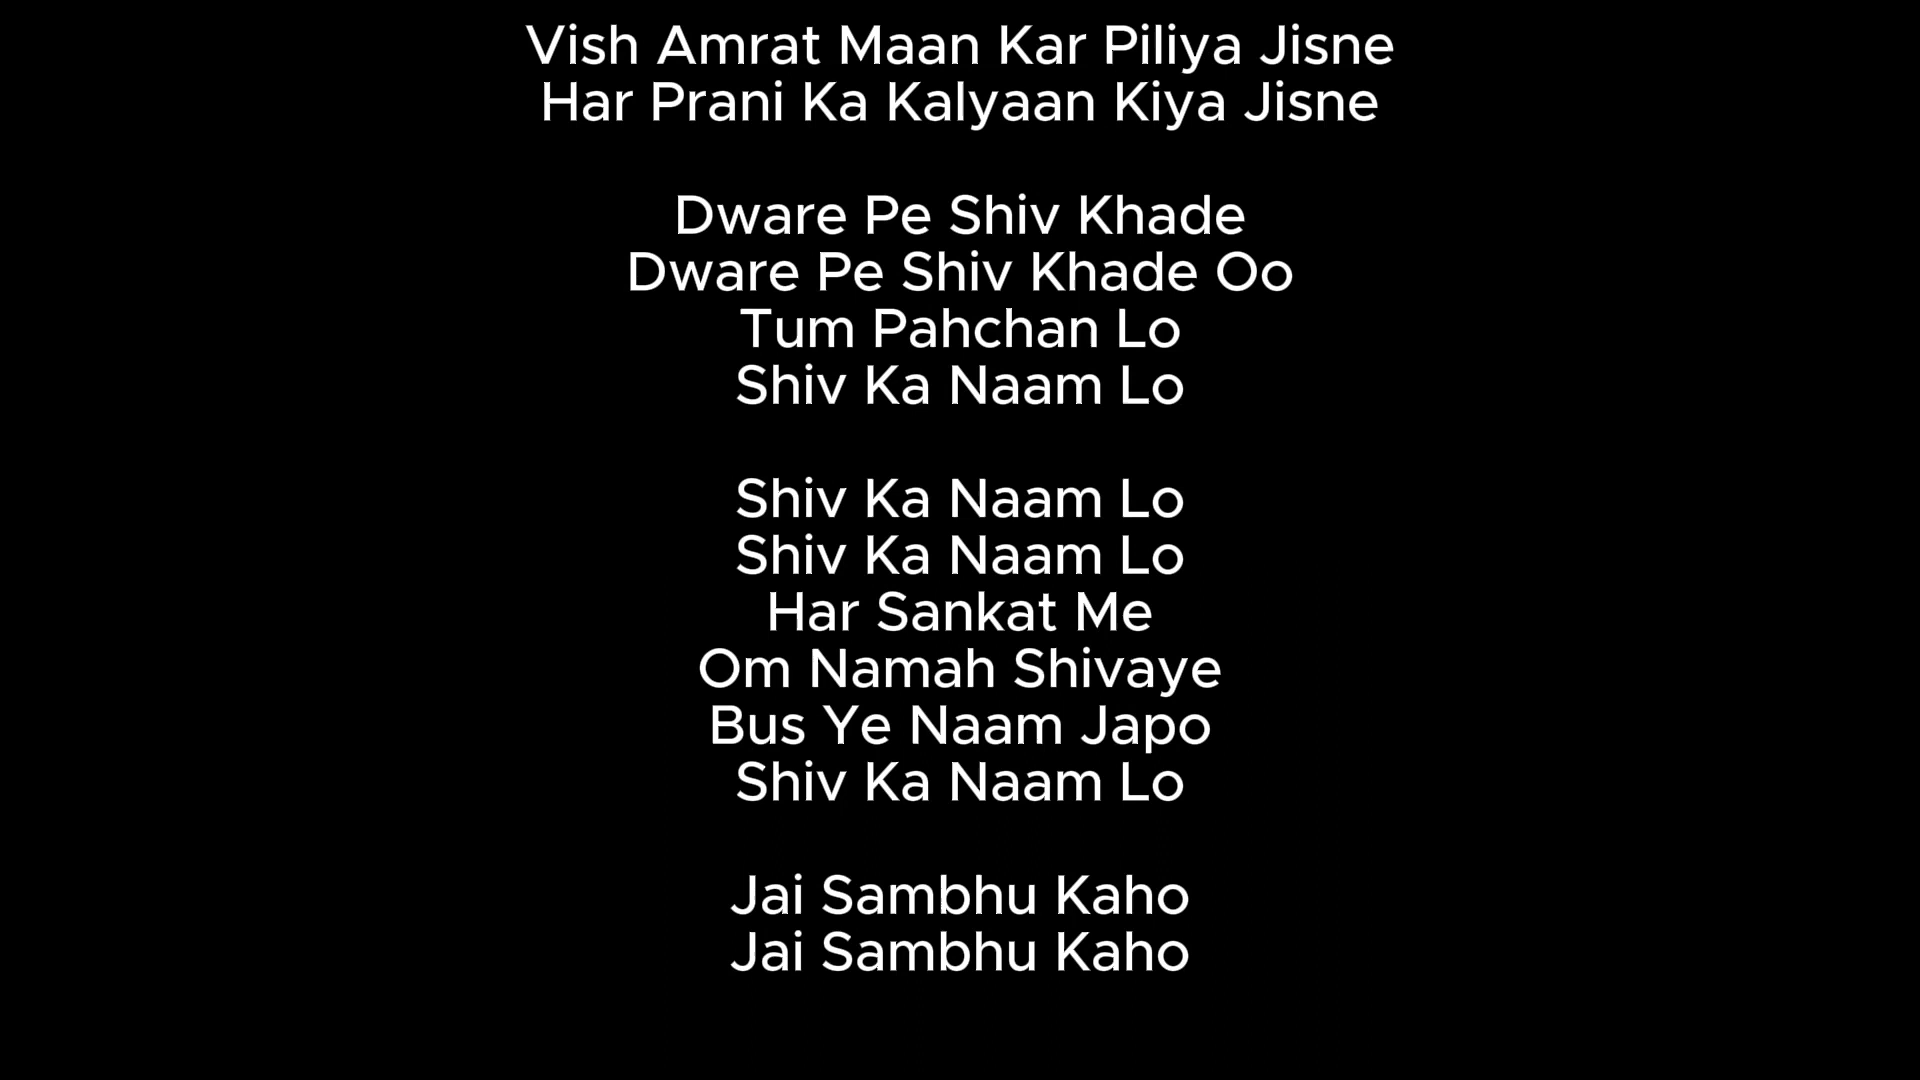 Vish Amrat Maan Kar Piliya Jisne
Har Prani Ka Kalyaan Kiya Jisne
Dware Pe Shiv Khade
Dware Pe Shiv Khade Oo
Tum Pahchan Lo
Shiv Ka Naam Lo
Shiv Ka Naam Lo
Shiv Ka Naam Lo
Har Sankat Me
Om Namah Shivaye
Bus Ye Naam Japo
Shiv Ka Naam Lo
Jai Sambhu Kaho
Jai Sambhu Kaho